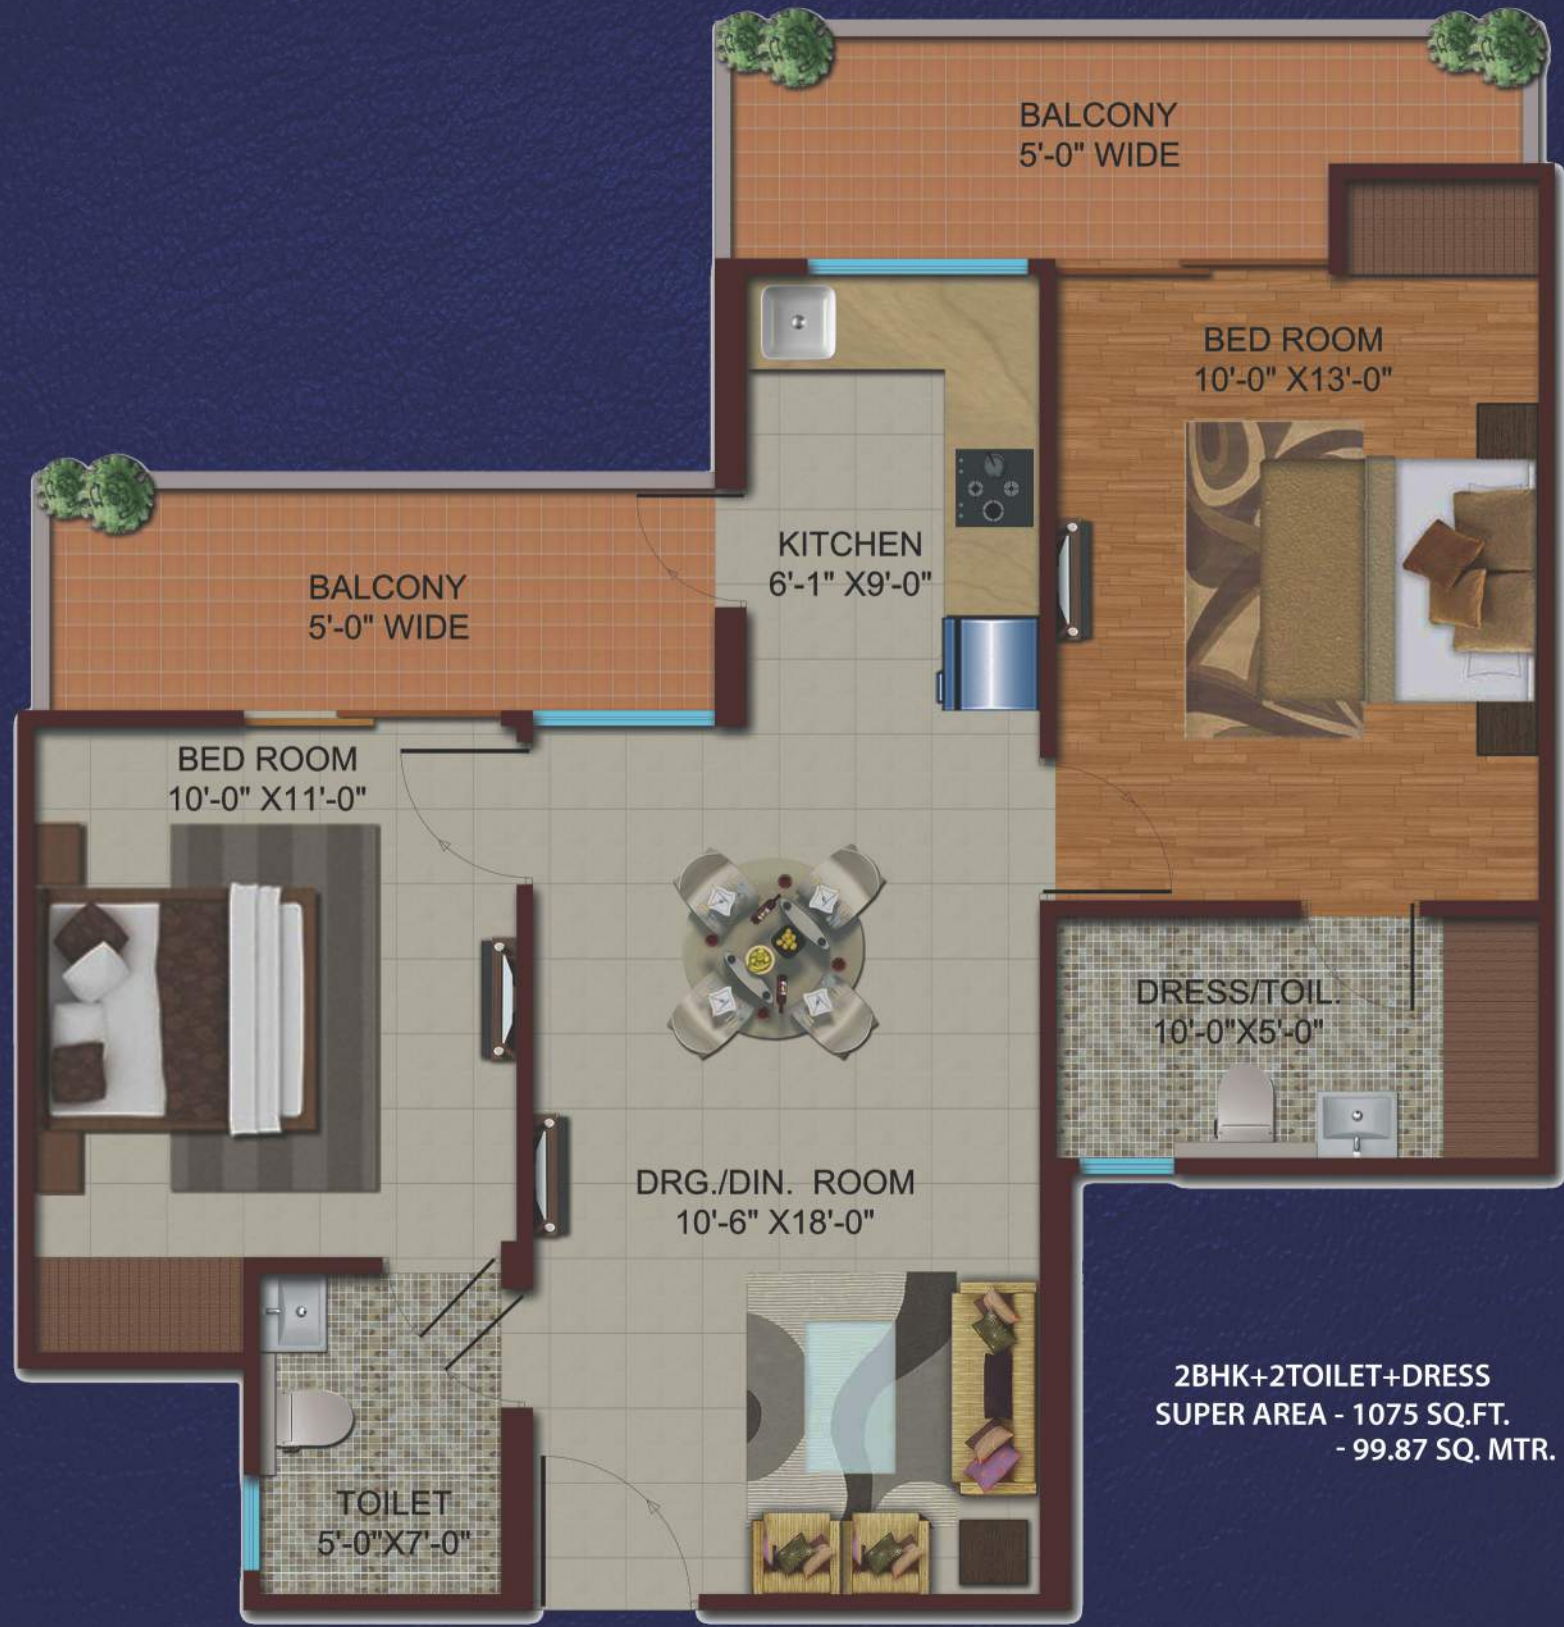 BALCONY
5'-0" WIDE
BED ROOM
10'-0" X13'-0"
KITCHEN
6'-1" X9'-0"
BALCONY
5'-0" WIDE
BED ROOM
10'-0" X11'-0"
DRESS/TOIL.
10'-0"X5'-0"
DRG./DIN. ROOM
10'-6" X18'-0"
TOILET
5'-0"X7'-0"
2BHK+2TOILET+DRESS
SUPER AREA - 1075 SQ.FT.
- 99.87 SQ. MTR.